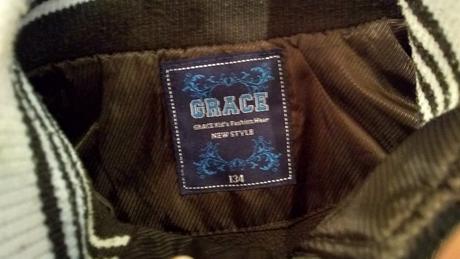 GRACE
GRACE Kid's Fashion Wear
NEW STYLE
134